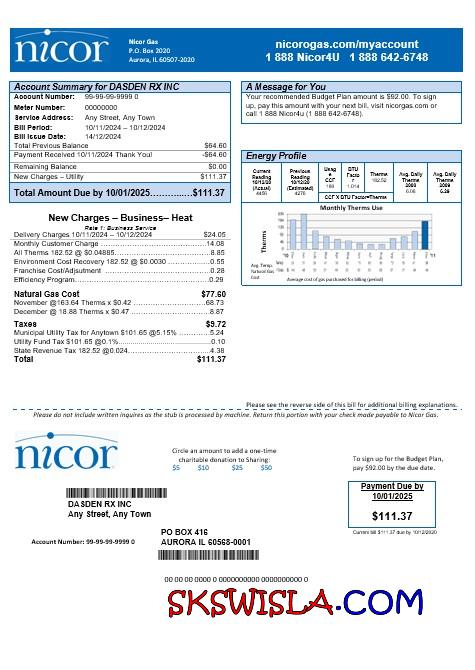 nicor
Nicor Gas
P.O. Box 2020
Aurora, IL 60507-2020
nicorogas.com/myaccount
1 888 Nicor4U 1 888 642-6748
Account Summary for DASDEN RX INC
Account Number: 99-99-99-9999 0
Meter Number: 00000000
Service Address: Any Street, Any Town
Bill Period: 10/11/2024 – 10/12/2024
Bill Issue Date: 14/12/2024
Total Previous Balance $64.60
Payment Received 10/11/2024 Thank You! -$64.60
Remaining Balance $0.00
New Charges – Utility $111.37
Total Amount Due by 10/01/2025..............$111.37
A Message for You
Your recommended Budget Plan amount is $92.00. To sign
up, pay this amount with your next bill, visit nicorgas.com or
call 1 888 Nicor4u (1 888 642-6748).
Energy Profile
Current Reading 10/12/20 (Actual) 4456
Previous Reading 10/12/20 (Estimated) 4276
Usage CCF 180
BTU Factor 1.014
Therms 182.52
Avg. Daily Therms 2008 6.06
Avg. Daily Therms 2009 6.29
CCF X BTU Factor=Therms
Monthly Therms Use
Therms
Avg. Temp.
Natural Gas
Cost
Average cost of gas purchased for billing (period)
New Charges – Business– Heat
Rate 1: Business Service
Delivery Charges 10/11/2024 – 10/12/2024 $24.05
Monthly Customer Charge 14.08
All Therms 182.52 @ $0.04885 8.85
Environment Cost Recovery 182.52 @ $0.0030 0.55
Franchise Cost/Adjustment 0.28
Efficiency Program 0.29
Natural Gas Cost $77.60
November @163.64 Therms x $0.42 68.73
December @ 18.88 Therms x $0.47 8.87
Taxes $9.72
Municipal Utility Tax for Anytown $101.65 @5.15% 5.24
Utility Fund Tax $101.65 @0.1% 0.10
State Revenue Tax 182.52 @0.024 4.38
Total $111.37
Please see the reverse side of this bill for additional billing explanations.
Please do not include written inquires as the stub is processed by machine. Return this portion with your check made payable to Nicor Gas.
nicor
Circle an amount to add a one-time
charitable donation to Sharing:
$5 $10 $25 $50
To sign up for the Budget Plan,
pay $92.00 by the due date.
DASDEN RX INC
Any Street, Any Town
Payment Due by
10/01/2025
$111.37
Current bill $111.37 due by 10/12/2020
PO BOX 416
AURORA IL 60568-0001
Account Number: 99-99-99-9999 0
00 00 00 0000 0 0000000000 0000000000 0
SKSWISLA.COM